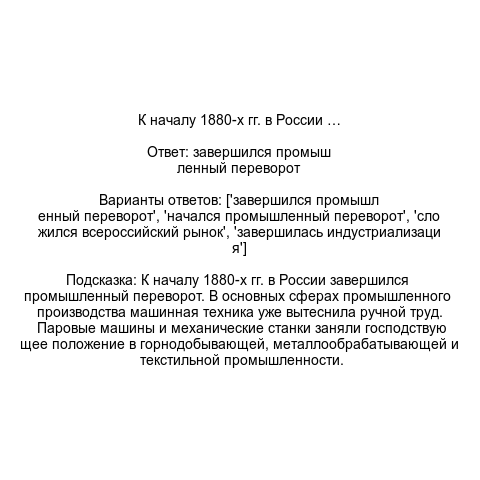 К началу 1880-х гг. в России …
Ответ: завершился промыш
ленный переворот
Варианты ответов: ['завершился промышл
енный переворот', 'начался промышленный переворот', 'сло
жился всероссийский рынок', 'завершилась индустриализаци
я']
Подсказка: К началу 1880-х гг. в России завершился
промышленный переворот. В основных сферах промышленного
производства машинная техника уже вытеснила ручной труд.
Паровые машины и механические станки заняли господствую
щее положение в горнодобывающей, металлообрабатывающей и
текстильной промышленности.